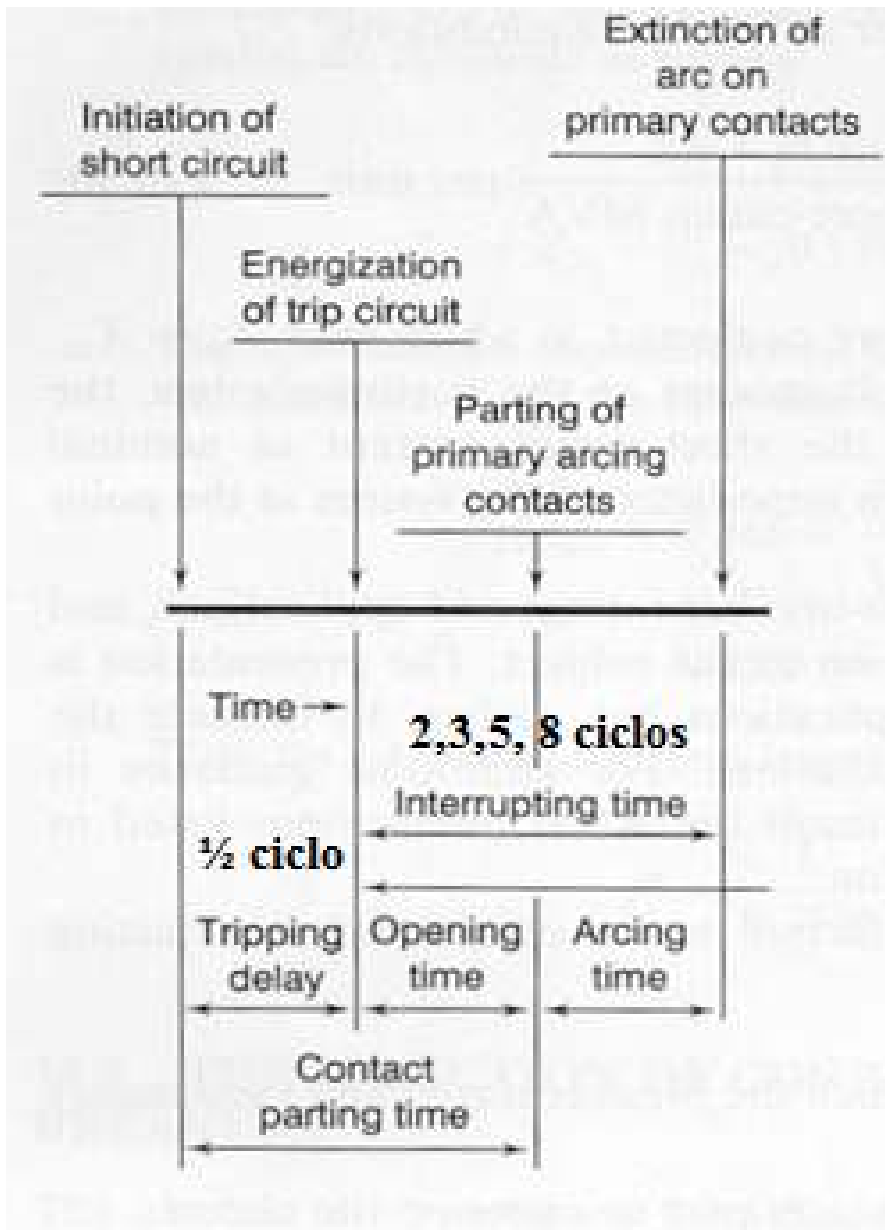 Extinction of
arc on
primary contacts
Initiation of
short circuit
Energization
of trip circuit
Parting of
primary arcing
contacts
Time →
2,3,5, 8 ciclos
Interrupting time
½ ciclo
Tripping
delay
Opening
time
Arcing
time
Contact
parting time